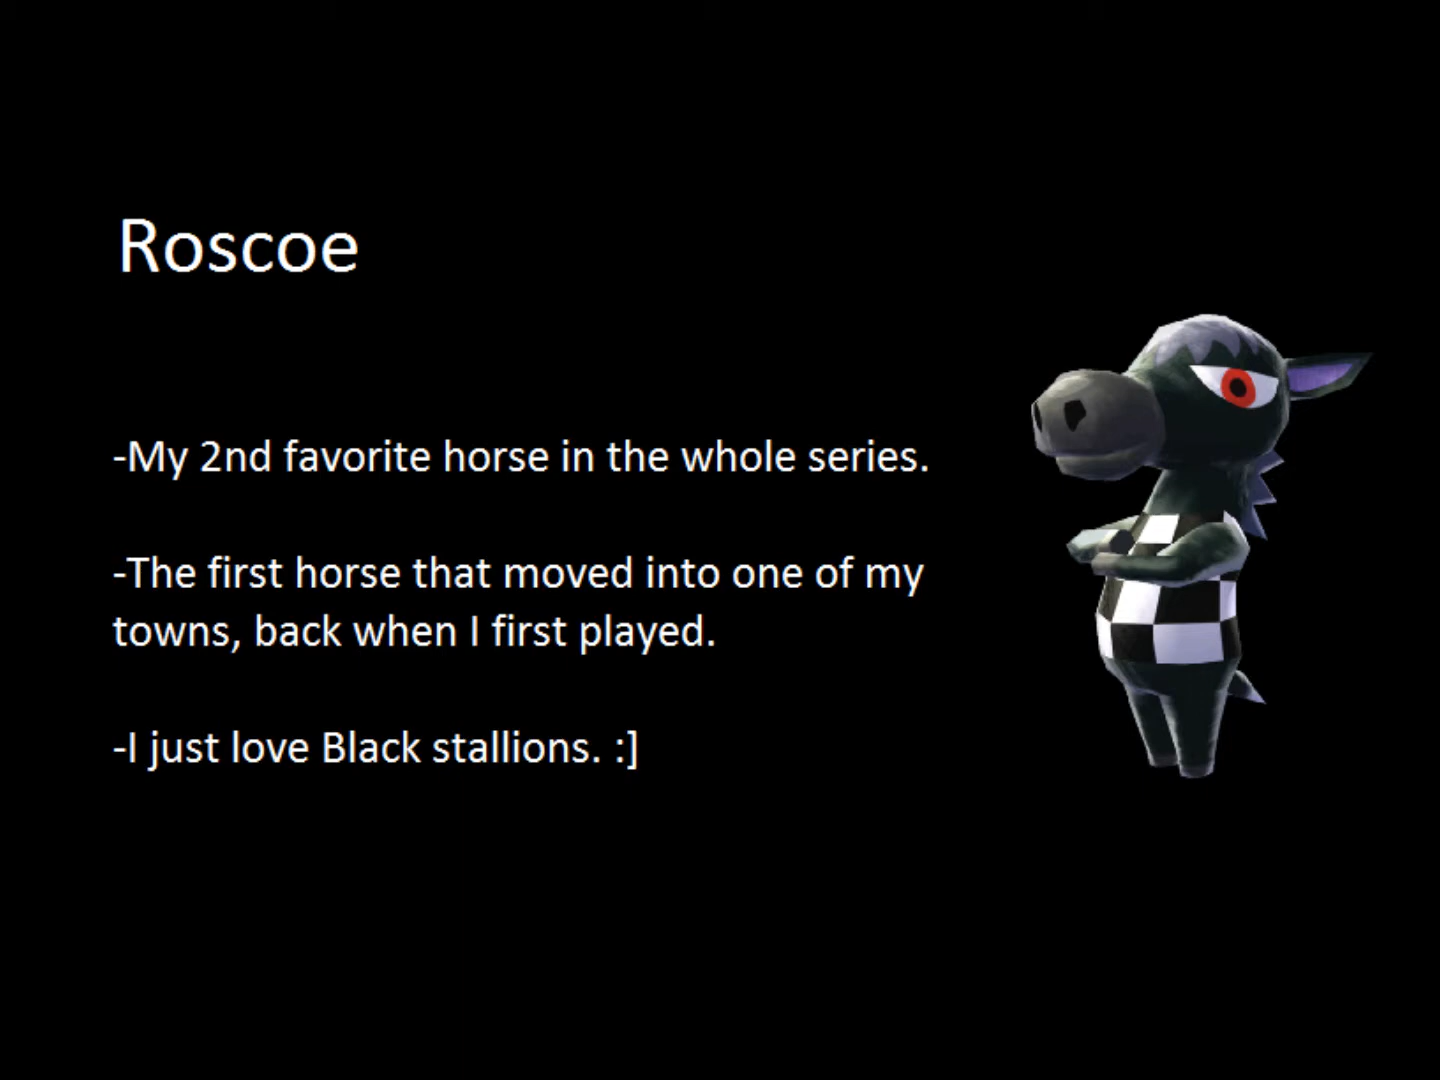 Roscoe
-My 2nd favorite horse in the whole series.
-The first horse that moved into one of my
towns, back when I first played.
-I just love Black stallions. :]